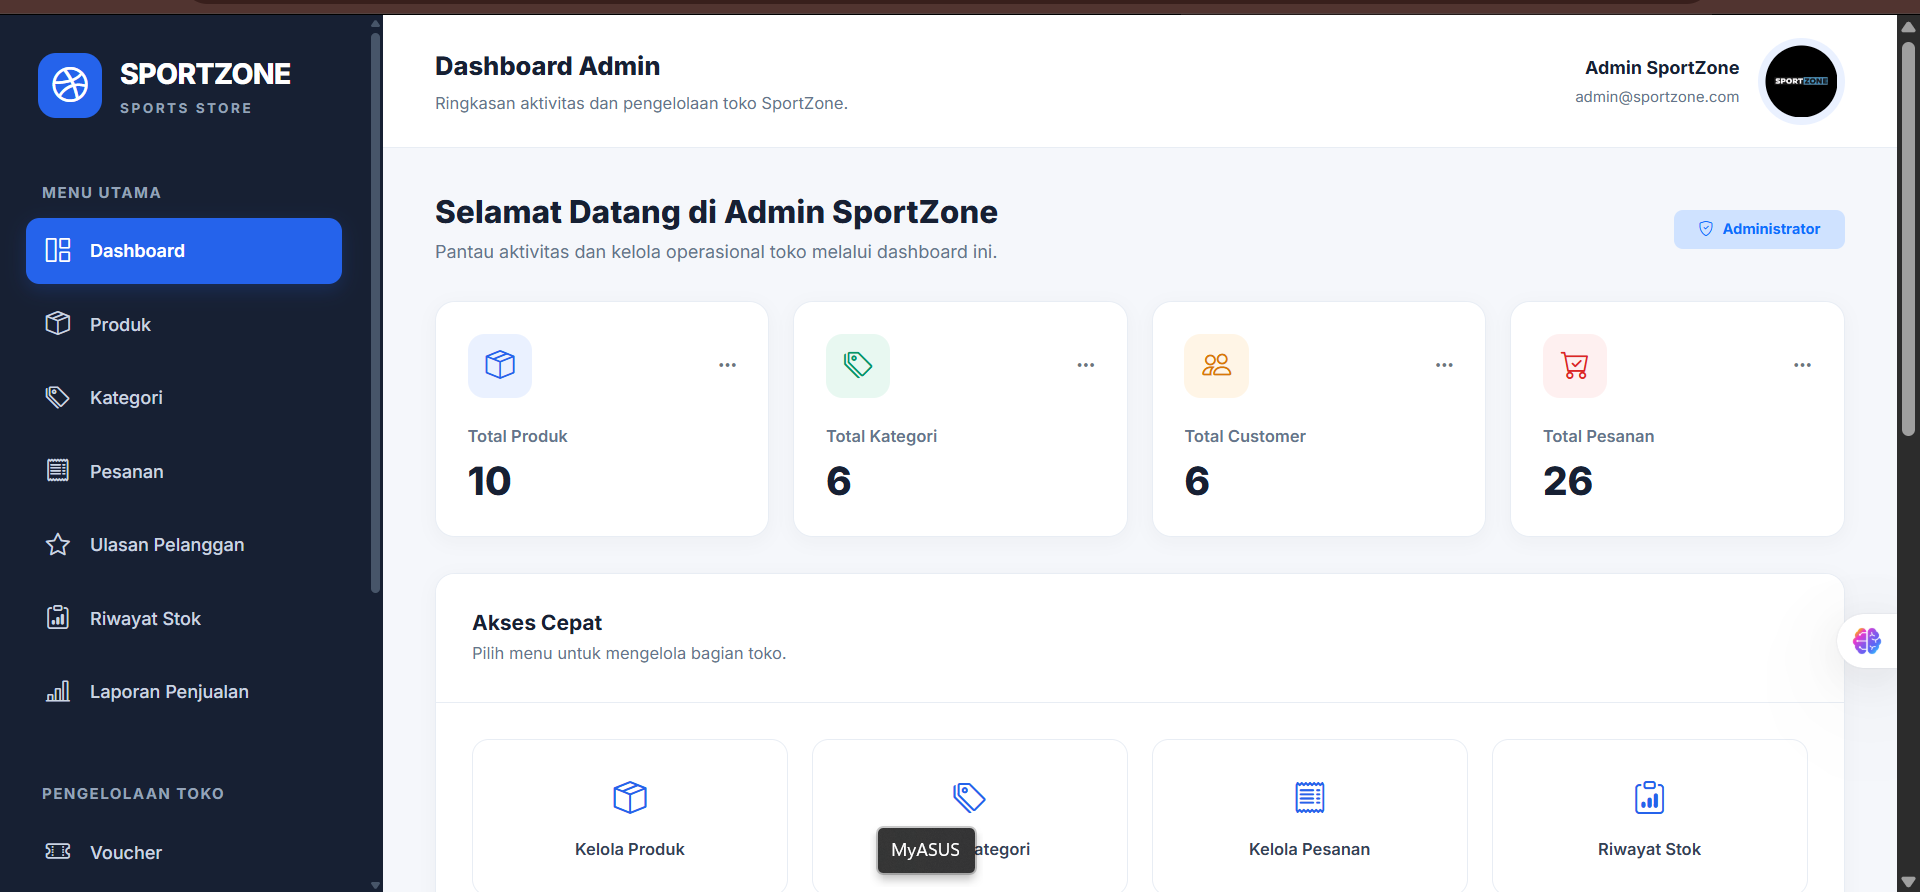 SPORTZONE
SPORTS STORE
MENU UTAMA
Dashboard
Produk
Kategori
Pesanan
Ulasan Pelanggan
Riwayat Stok
Laporan Penjualan
PENGELOLAAN TOKO
Voucher
Dashboard Admin
Ringkasan aktivitas dan pengelolaan toko SportZone.
Admin SportZone
admin@sportzone.com
SPORTZONE
Selamat Datang di Admin SportZone
Pantau aktivitas dan kelola operasional toko melalui dashboard ini.
Administrator
Total Produk
10
Total Kategori
6
Total Customer
6
Total Pesanan
26
Akses Cepat
Pilih menu untuk mengelola bagian toko.
Kelola Produk
MyASUS
ategori
Kelola Pesanan
Riwayat Stok